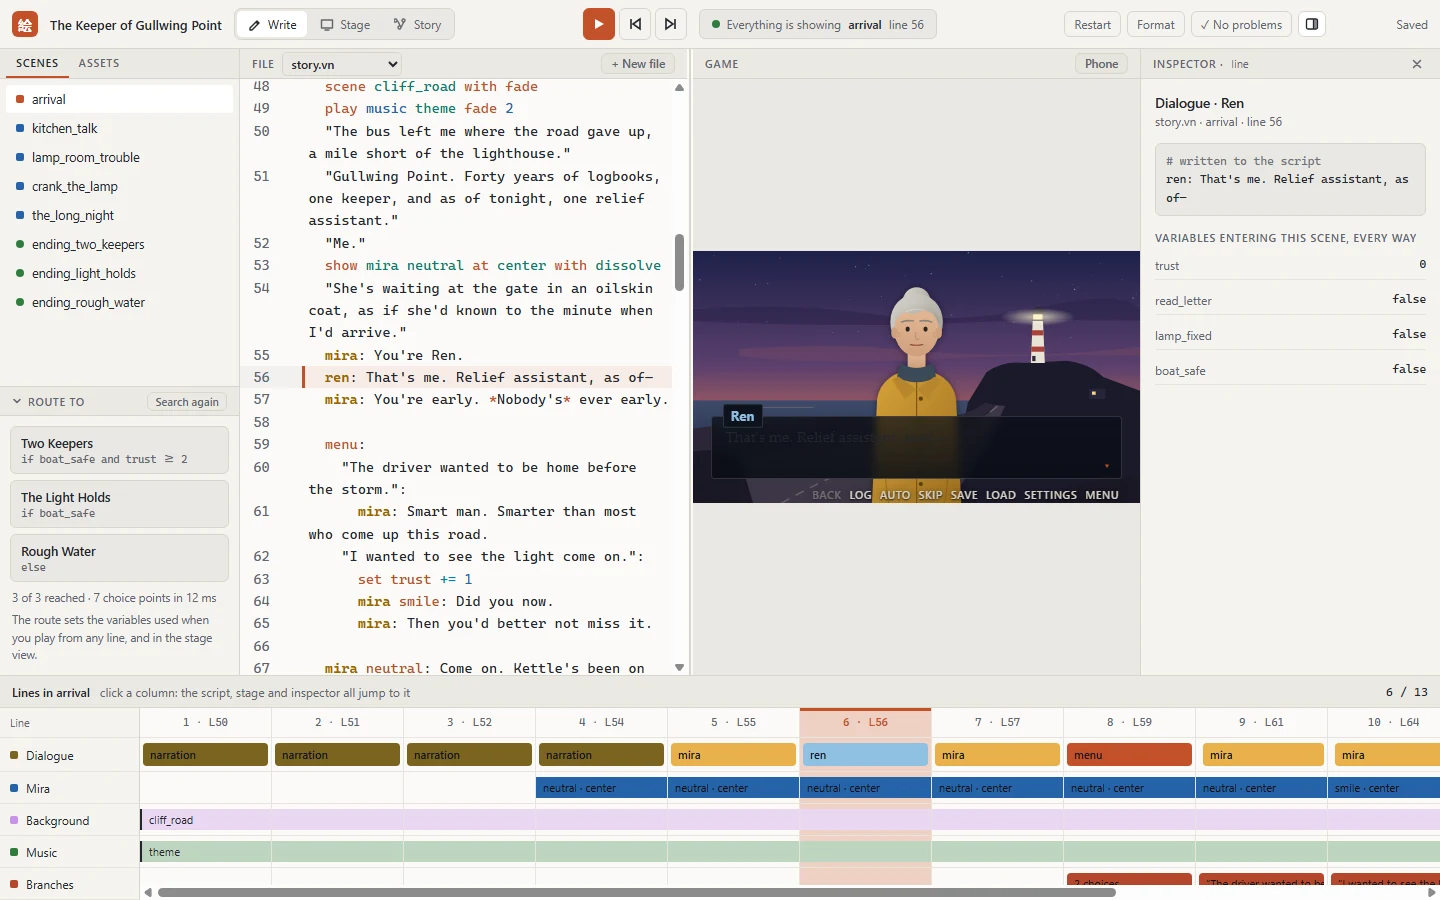 絵
The Keeper of Gullwing Point
Write
Stage
Story
Everything is showing arrival line 56
Restart
Format
✓ No problems
Saved
SCENES
ASSETS
arrival
kitchen_talk
lamp_room_trouble
crank_the_lamp
the_long_night
ending_two_keepers
ending_light_holds
ending_rough_water
ROUTE TO
Search again
Two Keepers
if boat_safe and trust ≥ 2
The Light Holds
if boat_safe
Rough Water
else
3 of 3 reached · 7 choice points in 12 ms
The route sets the variables used when
you play from any line, and in the stage
view.
FILE
story.vn
+ New file
48 scene cliff_road with fade
49 play music theme fade 2
50 "The bus left me where the road gave up,
a mile short of the lighthouse."
51 "Gullwing Point. Forty years of logbooks,
one keeper, and as of tonight, one relief
assistant."
52 "Me."
53 show mira neutral at center with dissolve
54 "She's waiting at the gate in an oilskin
coat, as if she'd known to the minute when
I'd arrive."
55 mira: You're Ren.
56 ren: That's me. Relief assistant, as of—
57 mira: You're early. *Nobody's* ever early.
58
59 menu:
60 "The driver wanted to be home before
the storm.":
61 mira: Smart man. Smarter than most
who come up this road.
62 "I wanted to see the light come on.":
63 set trust += 1
64 mira smile: Did you now.
65 mira: Then you'd better not miss it.
66
67 mira neutral: Come on. Kettle's been on
GAME
Phone
Ren
That's me. Relief assist
BACK LOG AUTO SKIP SAVE LOAD SETTINGS MENU
INSPECTOR · line
Dialogue · Ren
story.vn · arrival · line 56
# written to the script
ren: That's me. Relief assistant, as
of—
VARIABLES ENTERING THIS SCENE, EVERY WAY
trust 0
read_letter false
lamp_fixed false
boat_safe false
Lines in arrival click a column: the script, stage and inspector all jump to it
6 / 13
Line 1 · L50 2 · L51 3 · L52 4 · L54 5 · L55 6 · L56 7 · L57 8 · L59 9 · L61 10 · L64
Dialogue narration narration narration narration mira ren mira menu mira mira
Mira neutral · center neutral · center neutral · center neutral · center neutral · center neutral · center smile · center
Background cliff_road
Music theme
Branches 2 choices "The driver wanted to be "I wanted to see the l